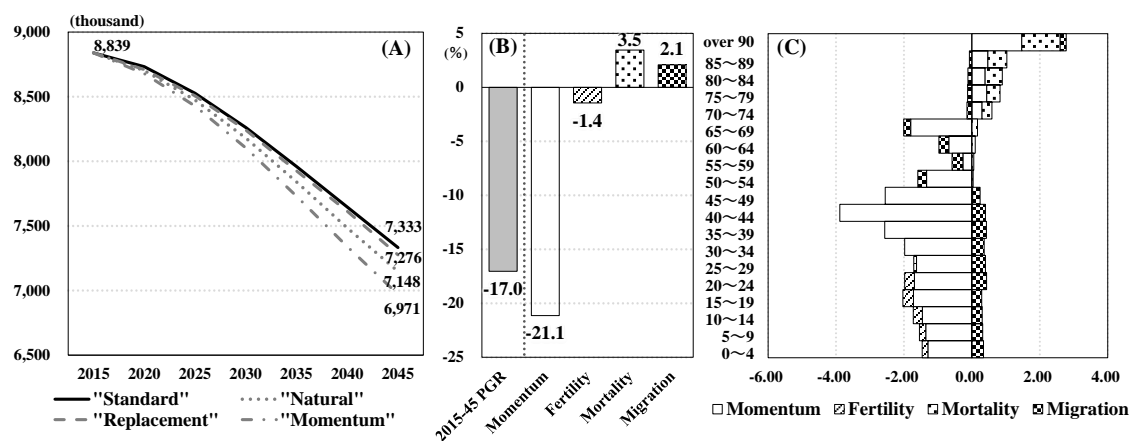 (thousand)
9,000
8,500
8,000
7,500
7,000
6,500
8,839
(A)
7,333
7,276
7,148
6,971
2015 2020 2025 2030 2035 2040 2045
"Standard" "Natural"
"Replacement" "Momentum"
5
(%)
0
-5
-10
-15
-20
-25
(B)
3.5
2.1
-1.4
-17.0
-21.1
2015-45 PGR
Momentum
Fertility
Mortality
Migration
(C)
over 90
85~89
80~84
75~79
70~74
65~69
60~64
55~59
50~54
45~49
40~44
35~39
30~34
25~29
20~24
15~19
10~14
5~9
0~4
-6.00 -4.00 -2.00 0.00 2.00 4.00
Momentum Fertility Mortality Migration